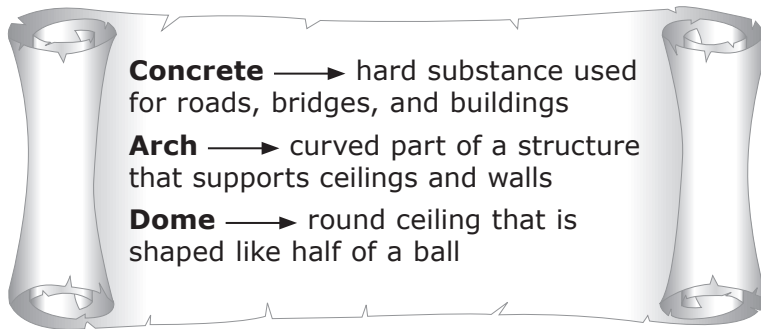 Concrete → hard substance used
for roads, bridges, and buildings
Arch → curved part of a structure
that supports ceilings and walls
Dome → round ceiling that is
shaped like half of a ball